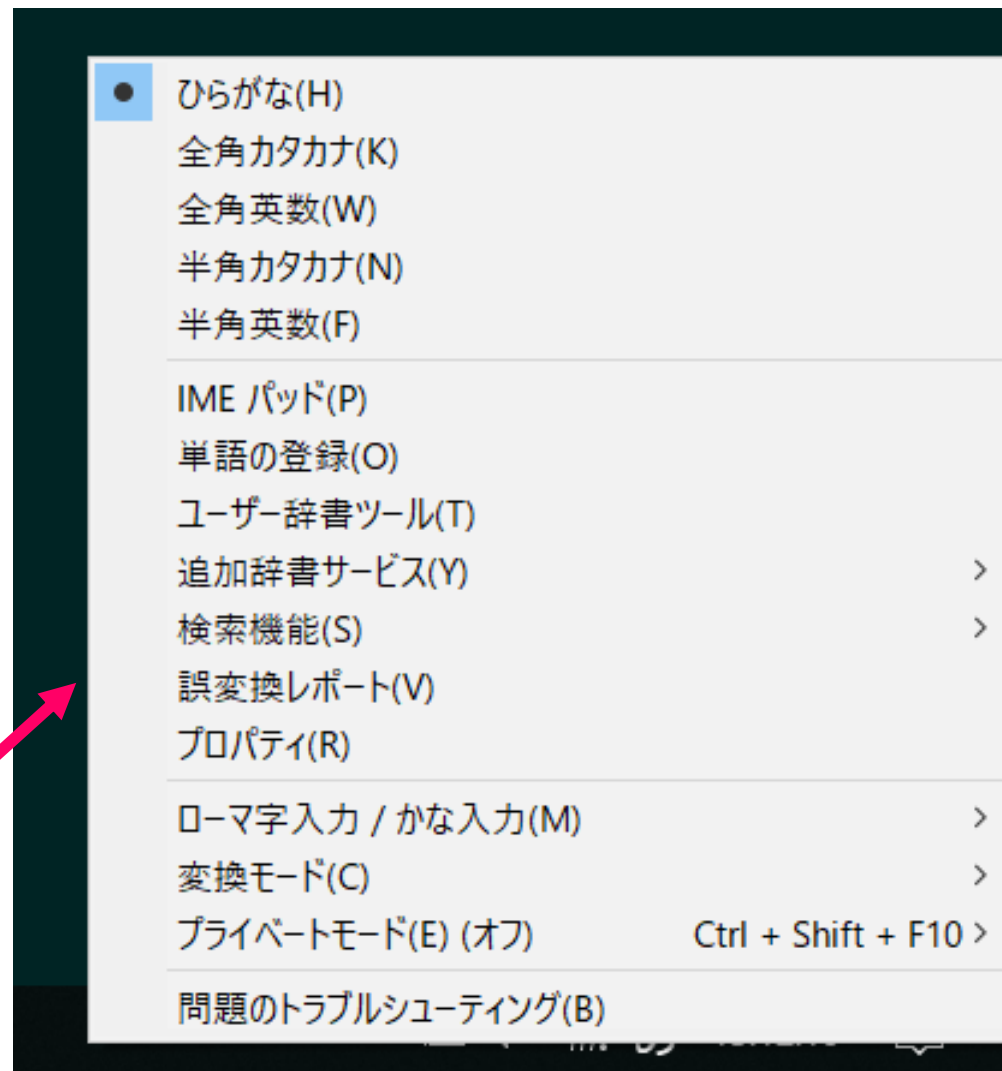 ひらがな(H)
全角カタカナ(K)
全角英数(W)
半角カタカナ(N)
半角英数(F)
IME パッド(P)
単語の登録(O)
ユーザー辞書ツール(T)
追加辞書サービス(Y)
検索機能(S)
誤変換レポート(V)
プロパティ(R)
ローマ字入力 / かな入力(M)
変換モード(C)
プライベートモード(E) (オフ) Ctrl + Shift + F10
問題のトラブルシューティング(B)